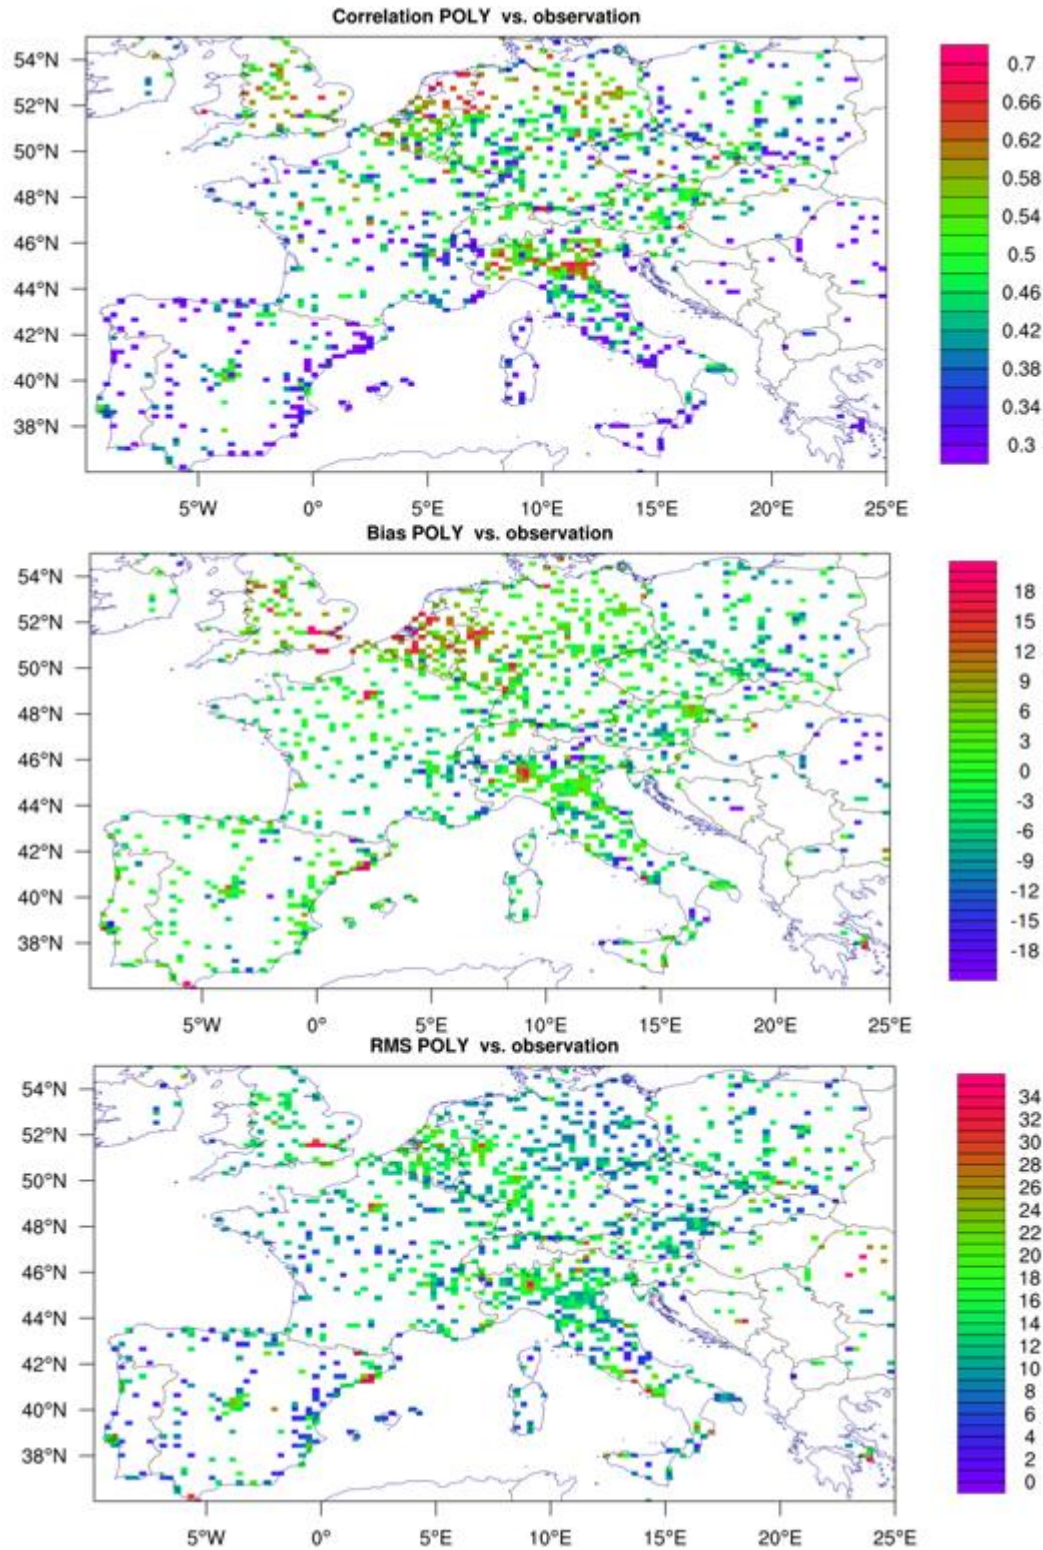 Correlation POLY vs. observation
54°N
52°N
50°N
48°N
46°N
44°N
42°N
40°N
38°N
5°W 0° 5°E 10°E 15°E 20°E 25°E
0.7
0.66
0.62
0.58
0.54
0.5
0.46
0.42
0.38
0.34
0.3
Bias POLY vs. observation
54°N
52°N
50°N
48°N
46°N
44°N
42°N
40°N
38°N
5°W 0° 5°E 10°E 15°E 20°E 25°E
18
15
12
9
6
3
0
-3
-6
-9
-12
-15
-18
RMS POLY vs. observation
54°N
52°N
50°N
48°N
46°N
44°N
42°N
40°N
38°N
5°W 0° 5°E 10°E 15°E 20°E 25°E
34
32
30
28
26
24
22
20
18
16
14
12
10
8
6
4
2
0